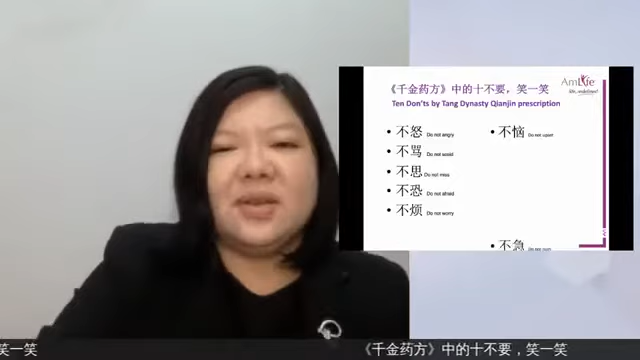 AmLife
life, redefined!
《千金药方》中的十不要，笑一笑
Ten Don'ts by Tang Dynasty Qianjin prescription
• 不怒 Do not angry
• 不骂 Do not scold
• 不思 Do not miss
• 不恐 Do not afraid
• 不烦 Do not worry
• 不恼 Do not upset
• 不急
笑一笑
《千金药方》中的十不要，笑一笑